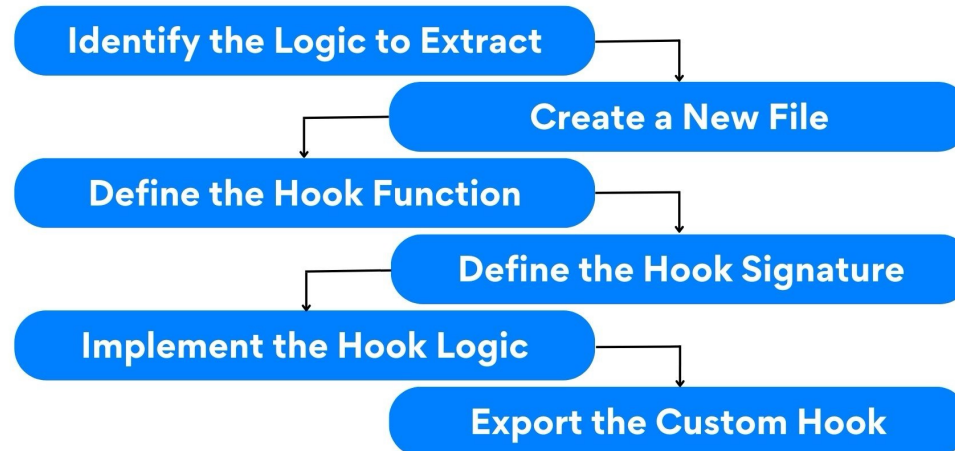 Identify the Logic to Extract
Create a New File
Define the Hook Function
Define the Hook Signature
Implement the Hook Logic
Export the Custom Hook